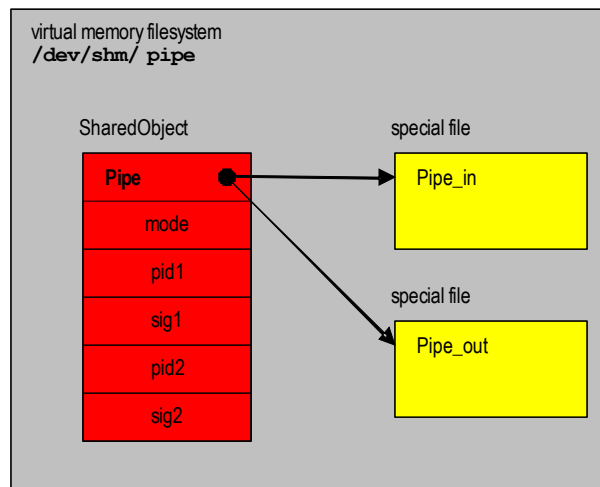 virtual memory filesystem
/dev/shm/ pipe
SharedObject
special file
Pipe
Pipe_in
mode
pid1
sig1
special file
pid2
Pipe_out
sig2